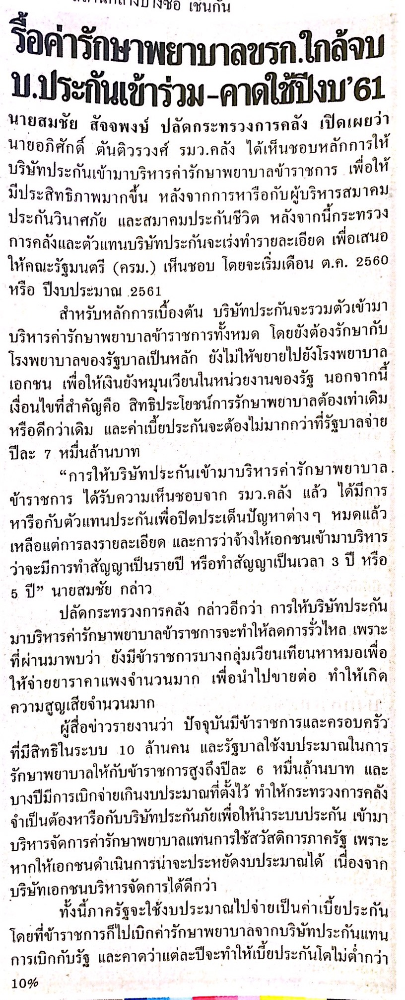 เช่นกัน
รื้อค่ารักษาพยาบาลขรก.ใกล้จบ
บ.ประกันเข้าร่วม-คาดใช้ปีงบ’61
นายสมชัย สัจจพงษ์ ปลัดกระทรวงการคลัง เปิดเผยว่า
นายอภิศักดิ์ ตันติวรวงศ์ รมว.คลัง ได้เห็นชอบหลักการให้
บริษัทประกันเข้ามาบริหารค่ารักษาพยาบาลข้าราชการ เพื่อให้
มีประสิทธิภาพมากขึ้น หลังจากการหารือกับผู้บริหารสมาคม
ประกันวินาศภัย และสมาคมประกันชีวิต หลังจากนี้กระทรวง
การคลังและตัวแทนบริษัทประกันจะเร่งทำรายละเอียด เพื่อเสนอ
ให้คณะรัฐมนตรี (ครม.) เห็นชอบ โดยจะเริ่มเดือน ต.ค. 2560
หรือ ปีงบประมาณ 2561
สำหรับหลักการเบื้องต้น บริษัทประกันจะรวมตัวเข้ามา
บริหารค่ารักษาพยาบาลข้าราชการทั้งหมด โดยยังต้องรักษากับ
โรงพยาบาลของรัฐบาลเป็นหลัก ยังไม่ให้ขยายไปยังโรงพยาบาล
เอกชน เพื่อให้เงินยังหมุนเวียนในหน่วยงานของรัฐ นอกจากนี้
เงื่อนไขที่สำคัญคือ สิทธิประโยชน์การรักษาพยาบาลต้องเท่าเดิม
หรือดีกว่าเดิม และค่าเบี้ยประกันจะต้องไม่มากกว่าที่รัฐบาลจ่าย
ปีละ 7 หมื่นล้านบาท
“การให้บริษัทประกันเข้ามาบริหารค่ารักษาพยาบาล
ข้าราชการ ได้รับความเห็นชอบจาก รมว.คลัง แล้ว ได้มีการ
หารือกับตัวแทนประกันเพื่อปิดประเด็นปัญหาต่างๆ หมดแล้ว
เหลือแต่การลงรายละเอียด และการว่าจ้างให้เอกชนเข้ามาบริหาร
ว่าจะมีการทำสัญญาเป็นรายปี หรือทำสัญญาเป็นเวลา 3 ปี หรือ
5 ปี” นายสมชัย กล่าว
ปลัดกระทรวงการคลัง กล่าวอีกว่า การให้บริษัทประกัน
มาบริหารค่ารักษาพยาบาลข้าราชการจะทำให้ลดการรั่วไหล เพราะ
ที่ผ่านมาพบว่า ยังมีข้าราชการบางกลุ่มเวียนเทียนหาหมอเพื่อ
ให้จ่ายยาราคาแพงจำนวนมาก เพื่อนำไปขายต่อ ทำให้เกิด
ความสูญเสียจำนวนมาก
ผู้สื่อข่าวรายงานว่า ปัจจุบันมีข้าราชการและครอบครัว
ที่มีสิทธิในระบบ 10 ล้านคน และรัฐบาลใช้งบประมาณในการ
รักษาพยาบาลให้กับข้าราชการสูงถึงปีละ 6 หมื่นล้านบาท และ
บางปีมีการเบิกจ่ายเกินงบประมาณที่ตั้งไว้ ทำให้กระทรวงการคลัง
จำเป็นต้องหารือกับบริษัทประกันภัยเพื่อให้นำระบบประกัน เข้ามา
บริหารจัดการค่ารักษาพยาบาลแทนการใช้สวัสดิการภาครัฐ เพราะ
หากให้เอกชนดำเนินการน่าจะประหยัดงบประมาณได้ เนื่องจาก
บริษัทเอกชนบริหารจัดการได้ดีกว่า
ทั้งนี้ภาครัฐจะใช้งบประมาณไปจ่ายเป็นค่าเบี้ยประกัน
โดยที่ข้าราชการก็ไปเบิกค่ารักษาพยาบาลจากบริษัทประกันแทน
การเบิกกับรัฐ และคาดว่าแต่ละปีจะทำให้เบี้ยประกันโตไม่ต่ำกว่า
10%